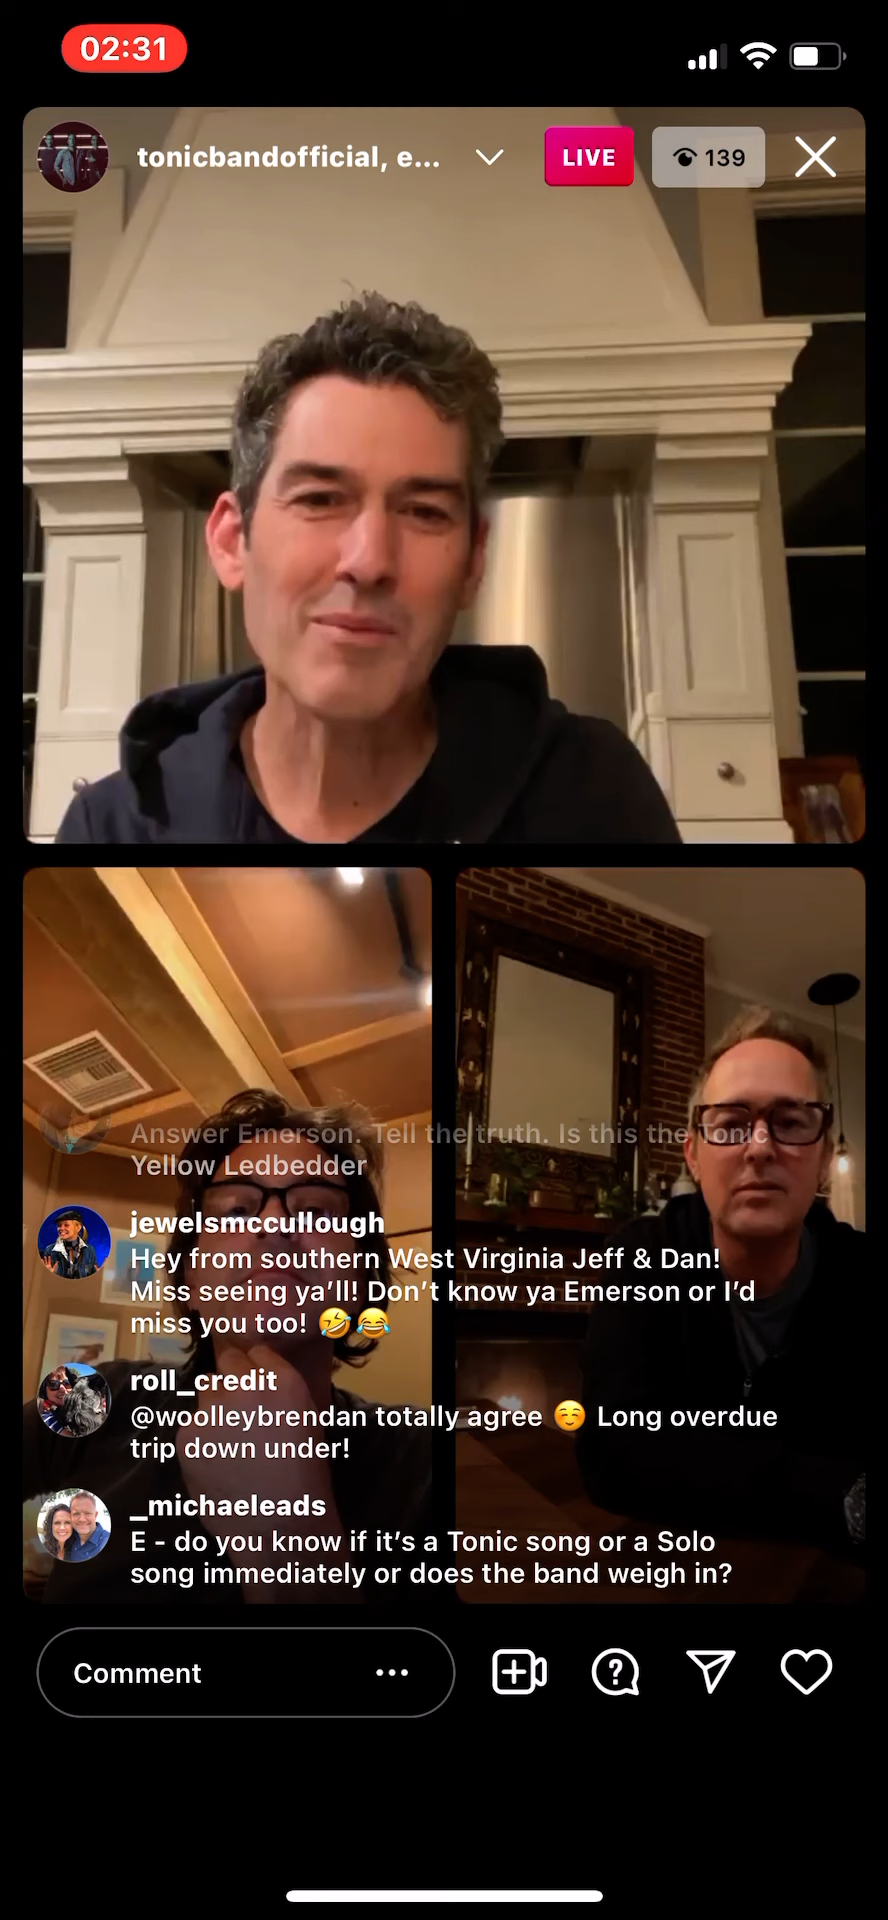 02:31
tonicbandofficial, e...
LIVE
139
Answer Emerson. Tell the truth. Is this the Tonic
Yellow Ledbedder
jewelsmccullough
Hey from southern West Virginia Jeff & Dan!
Miss seeing ya'll! Don't know ya Emerson or I'd
miss you too! 🤣😂
roll_credit
@woolleybrendan totally agree ☺️ Long overdue
trip down under!
_michaeleads
E - do you know if it's a Tonic song or a Solo
song immediately or does the band weigh in?
Comment